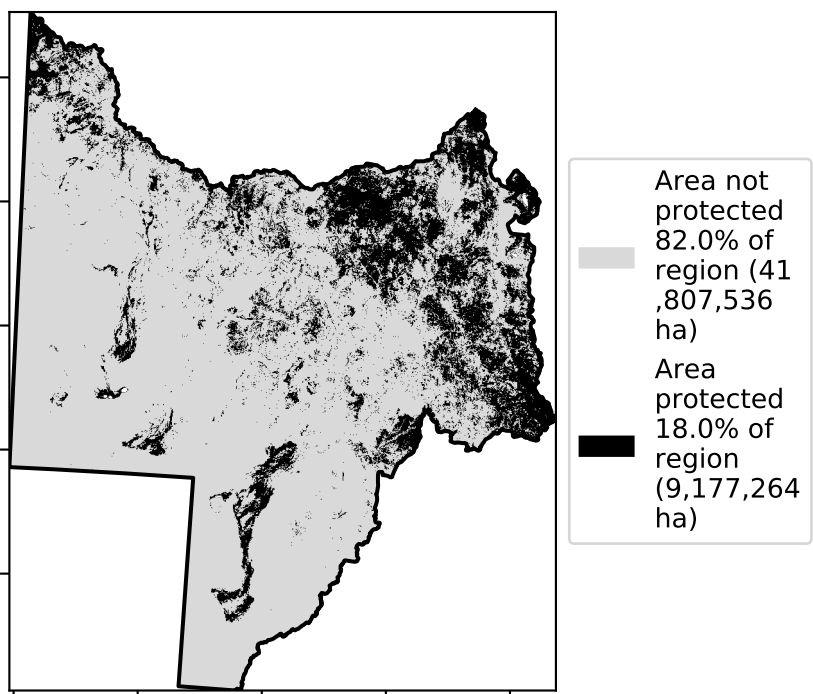 Area not
protected
82.0% of
region (41
,807,536
ha)
Area
protected
18.0% of
region
(9,177,264
ha)